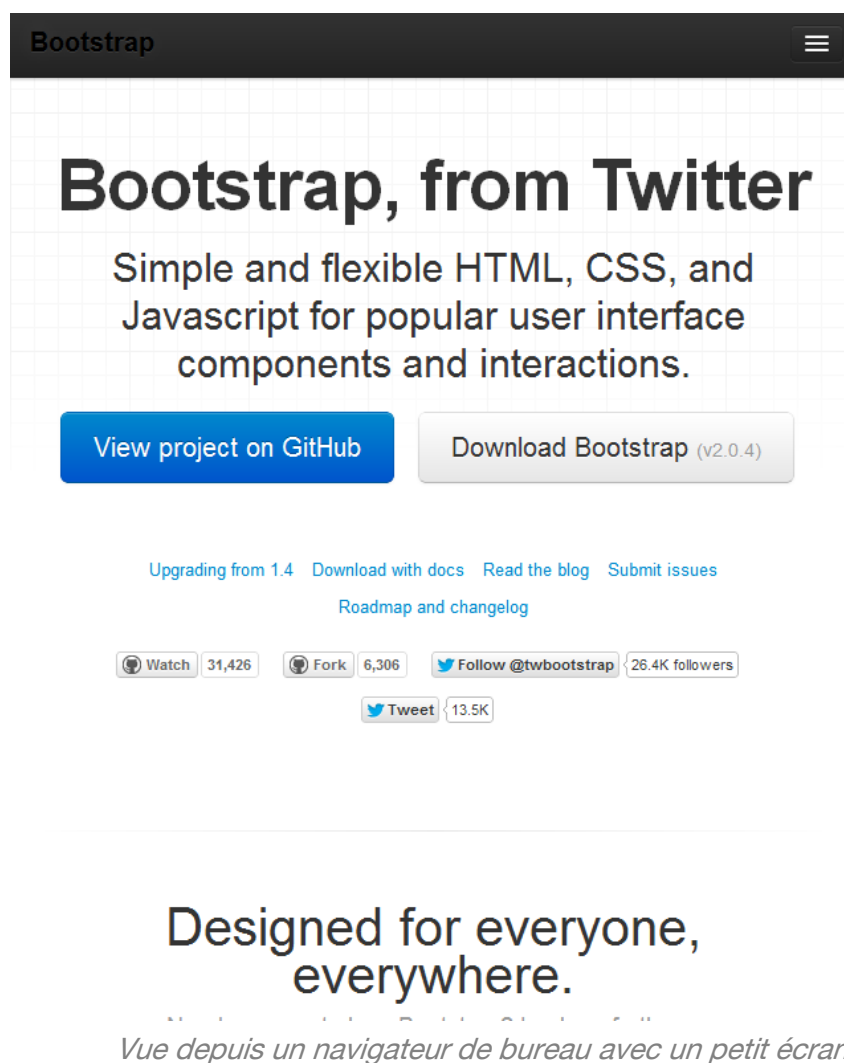 Bootstrap
Bootstrap, from Twitter
Simple and flexible HTML, CSS, and
Javascript for popular user interface
components and interactions.
View project on GitHub Download Bootstrap (v2.0.4)
Upgrading from 1.4 Download with docs Read the blog Submit issues
Roadmap and changelog
Watch 31,426 Fork 6,306 Follow @twbootstrap 26.4K followers
Tweet 13.5K
Designed for everyone,
everywhere.
Vue depuis un navigateur de bureau avec un petit écran